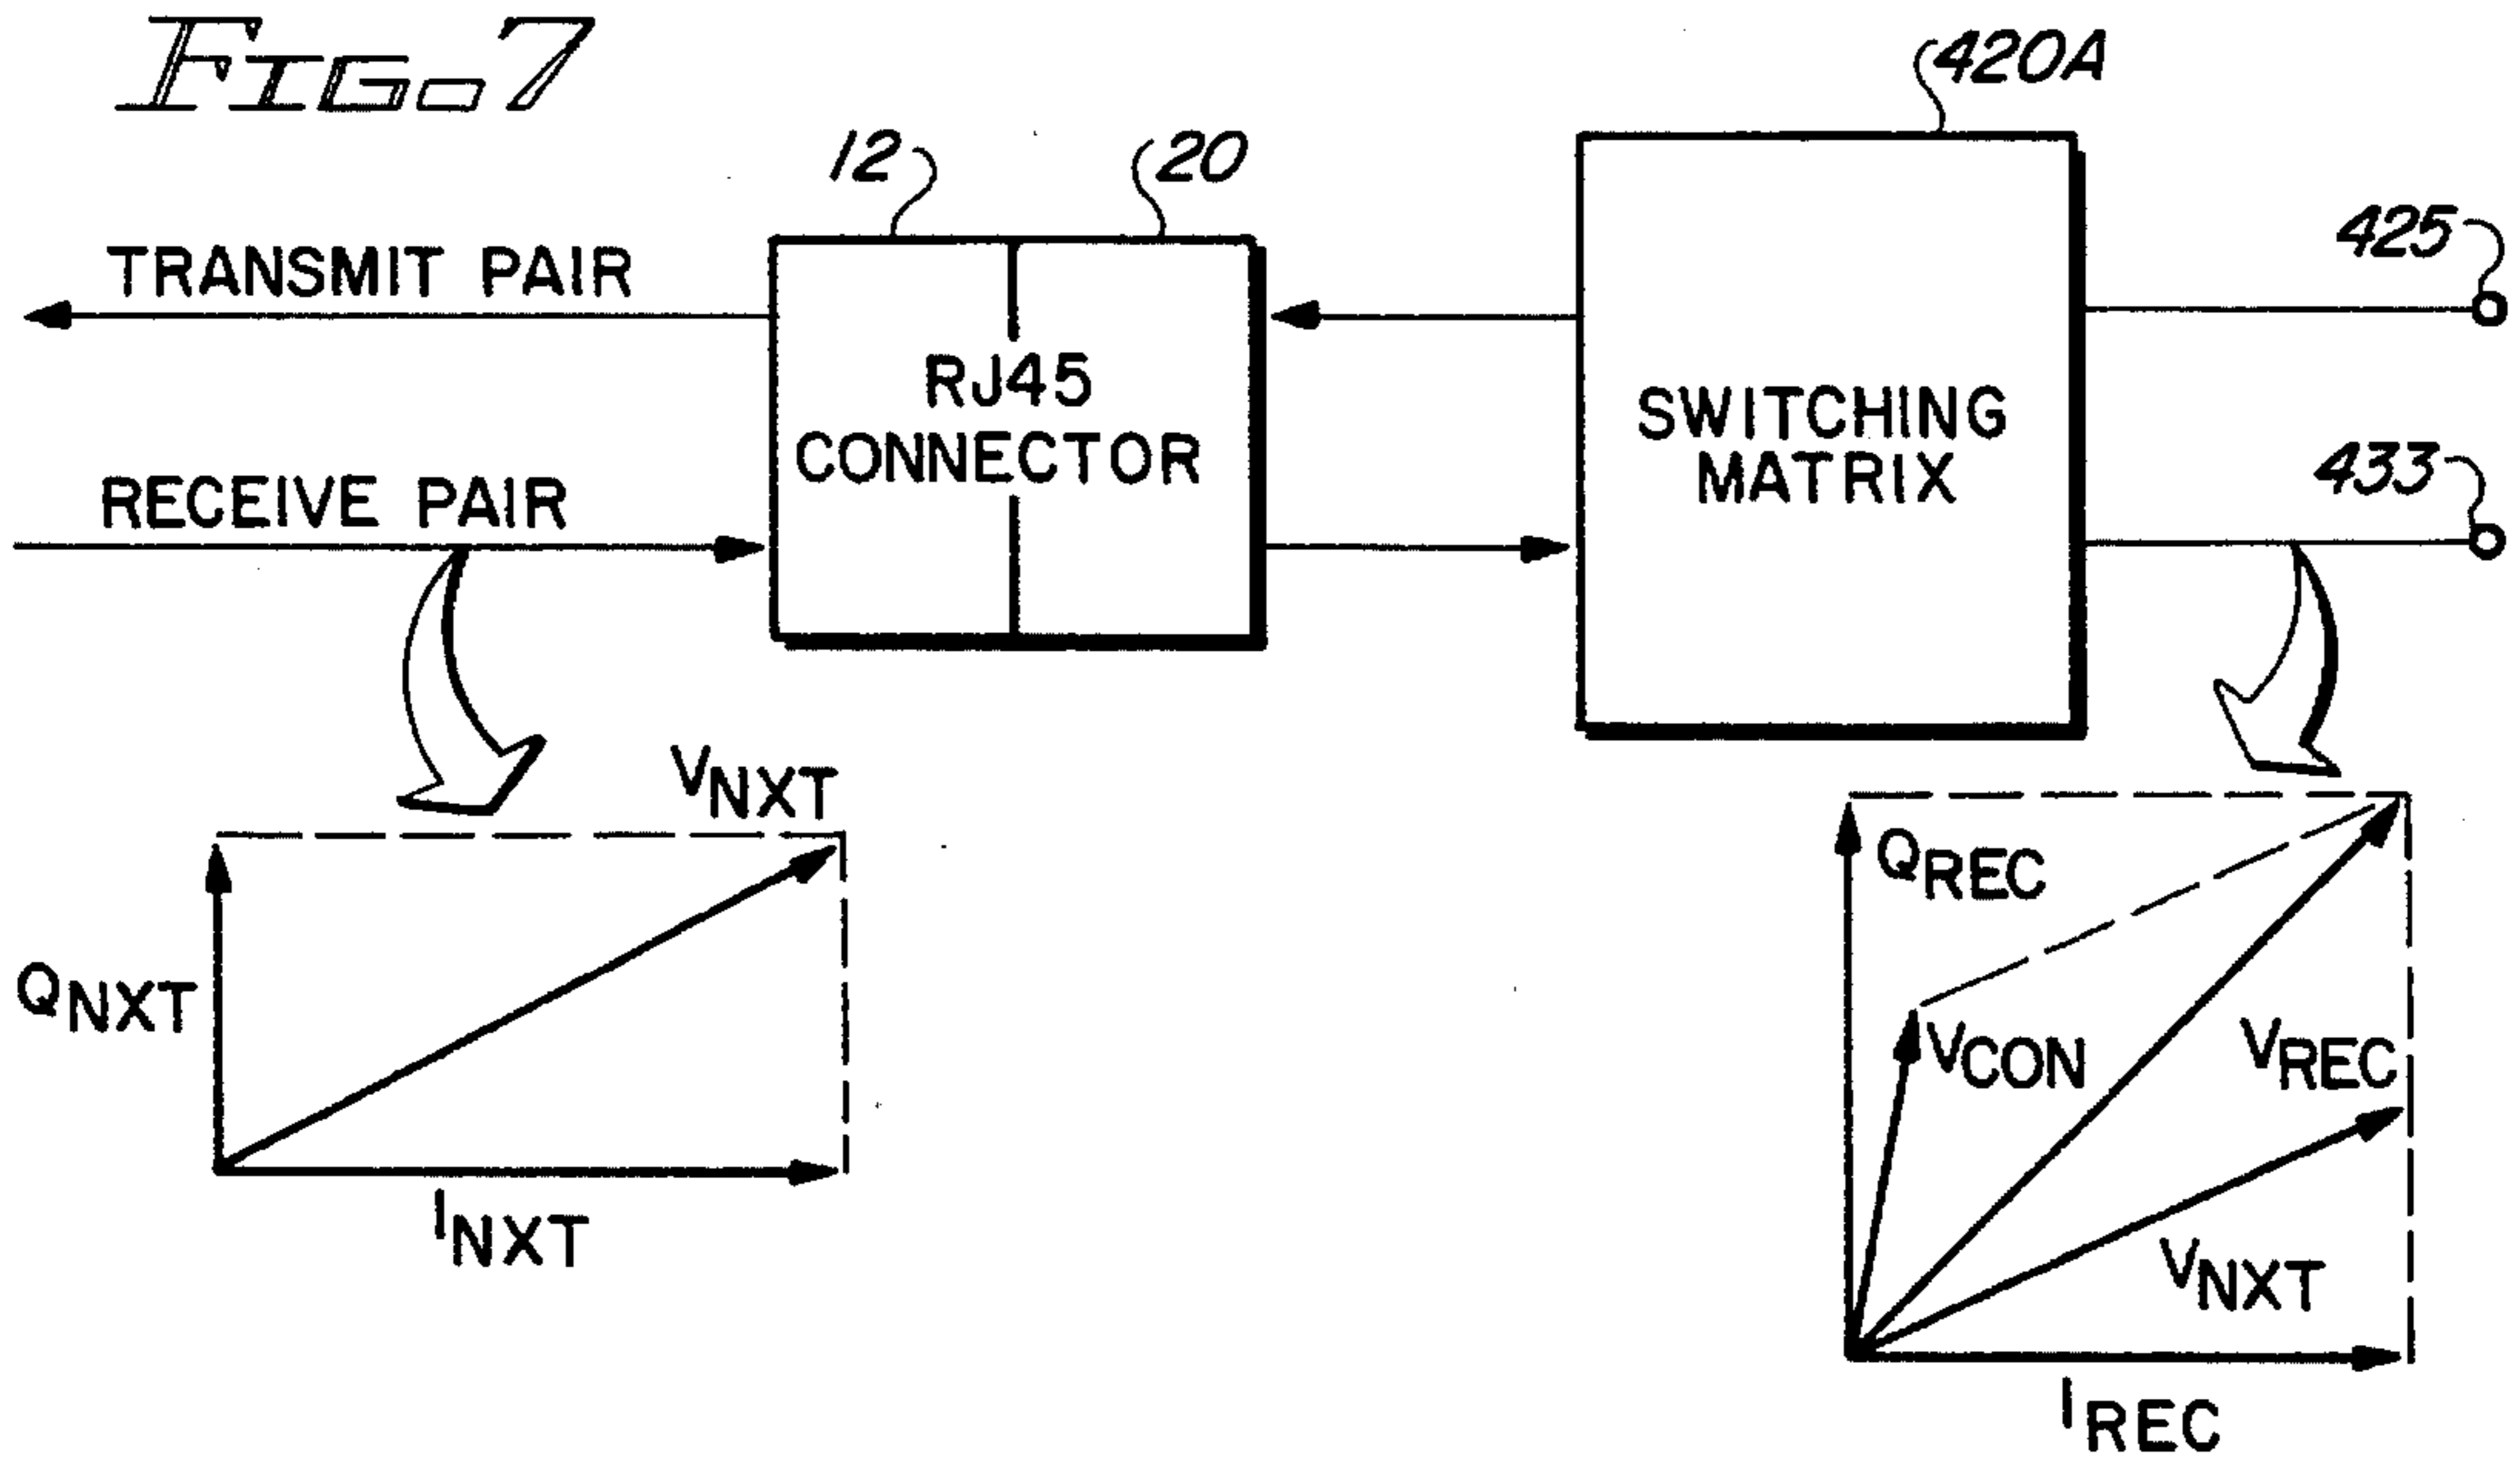 FIG. 7
420A
12
20
425
TRANSMIT PAIR
RJ45
CONNECTOR
SWITCHING
MATRIX
433
RECEIVE PAIR
VNXT
QREC
QNXT
VCON
VREC
INXT
VNXT
IREC